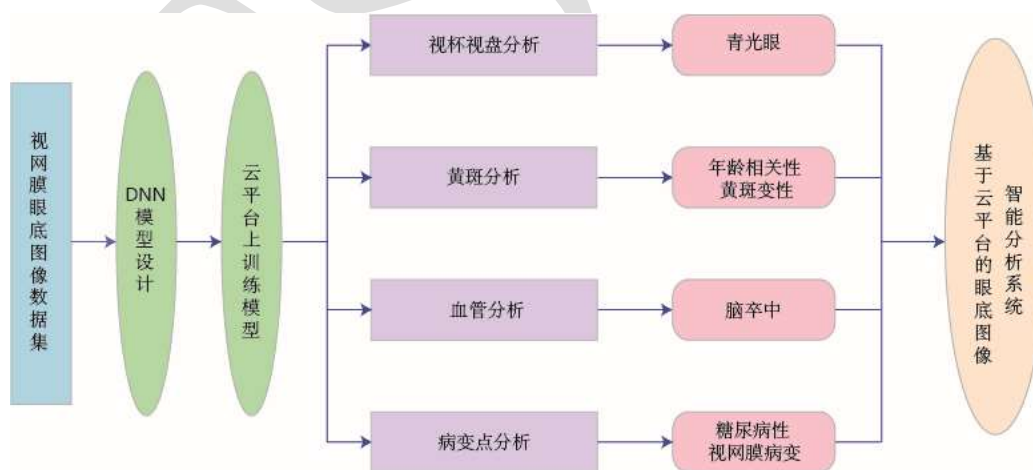 视网膜眼底图像数据集
DNN
模型设计
云平台上训练模型
视杯视盘分析
青光眼
黄斑分析
年龄相关性
黄斑变性
血管分析
脑卒中
病变点分析
糖尿病性
视网膜病变
基于云平台的眼底图像
智能分析系统